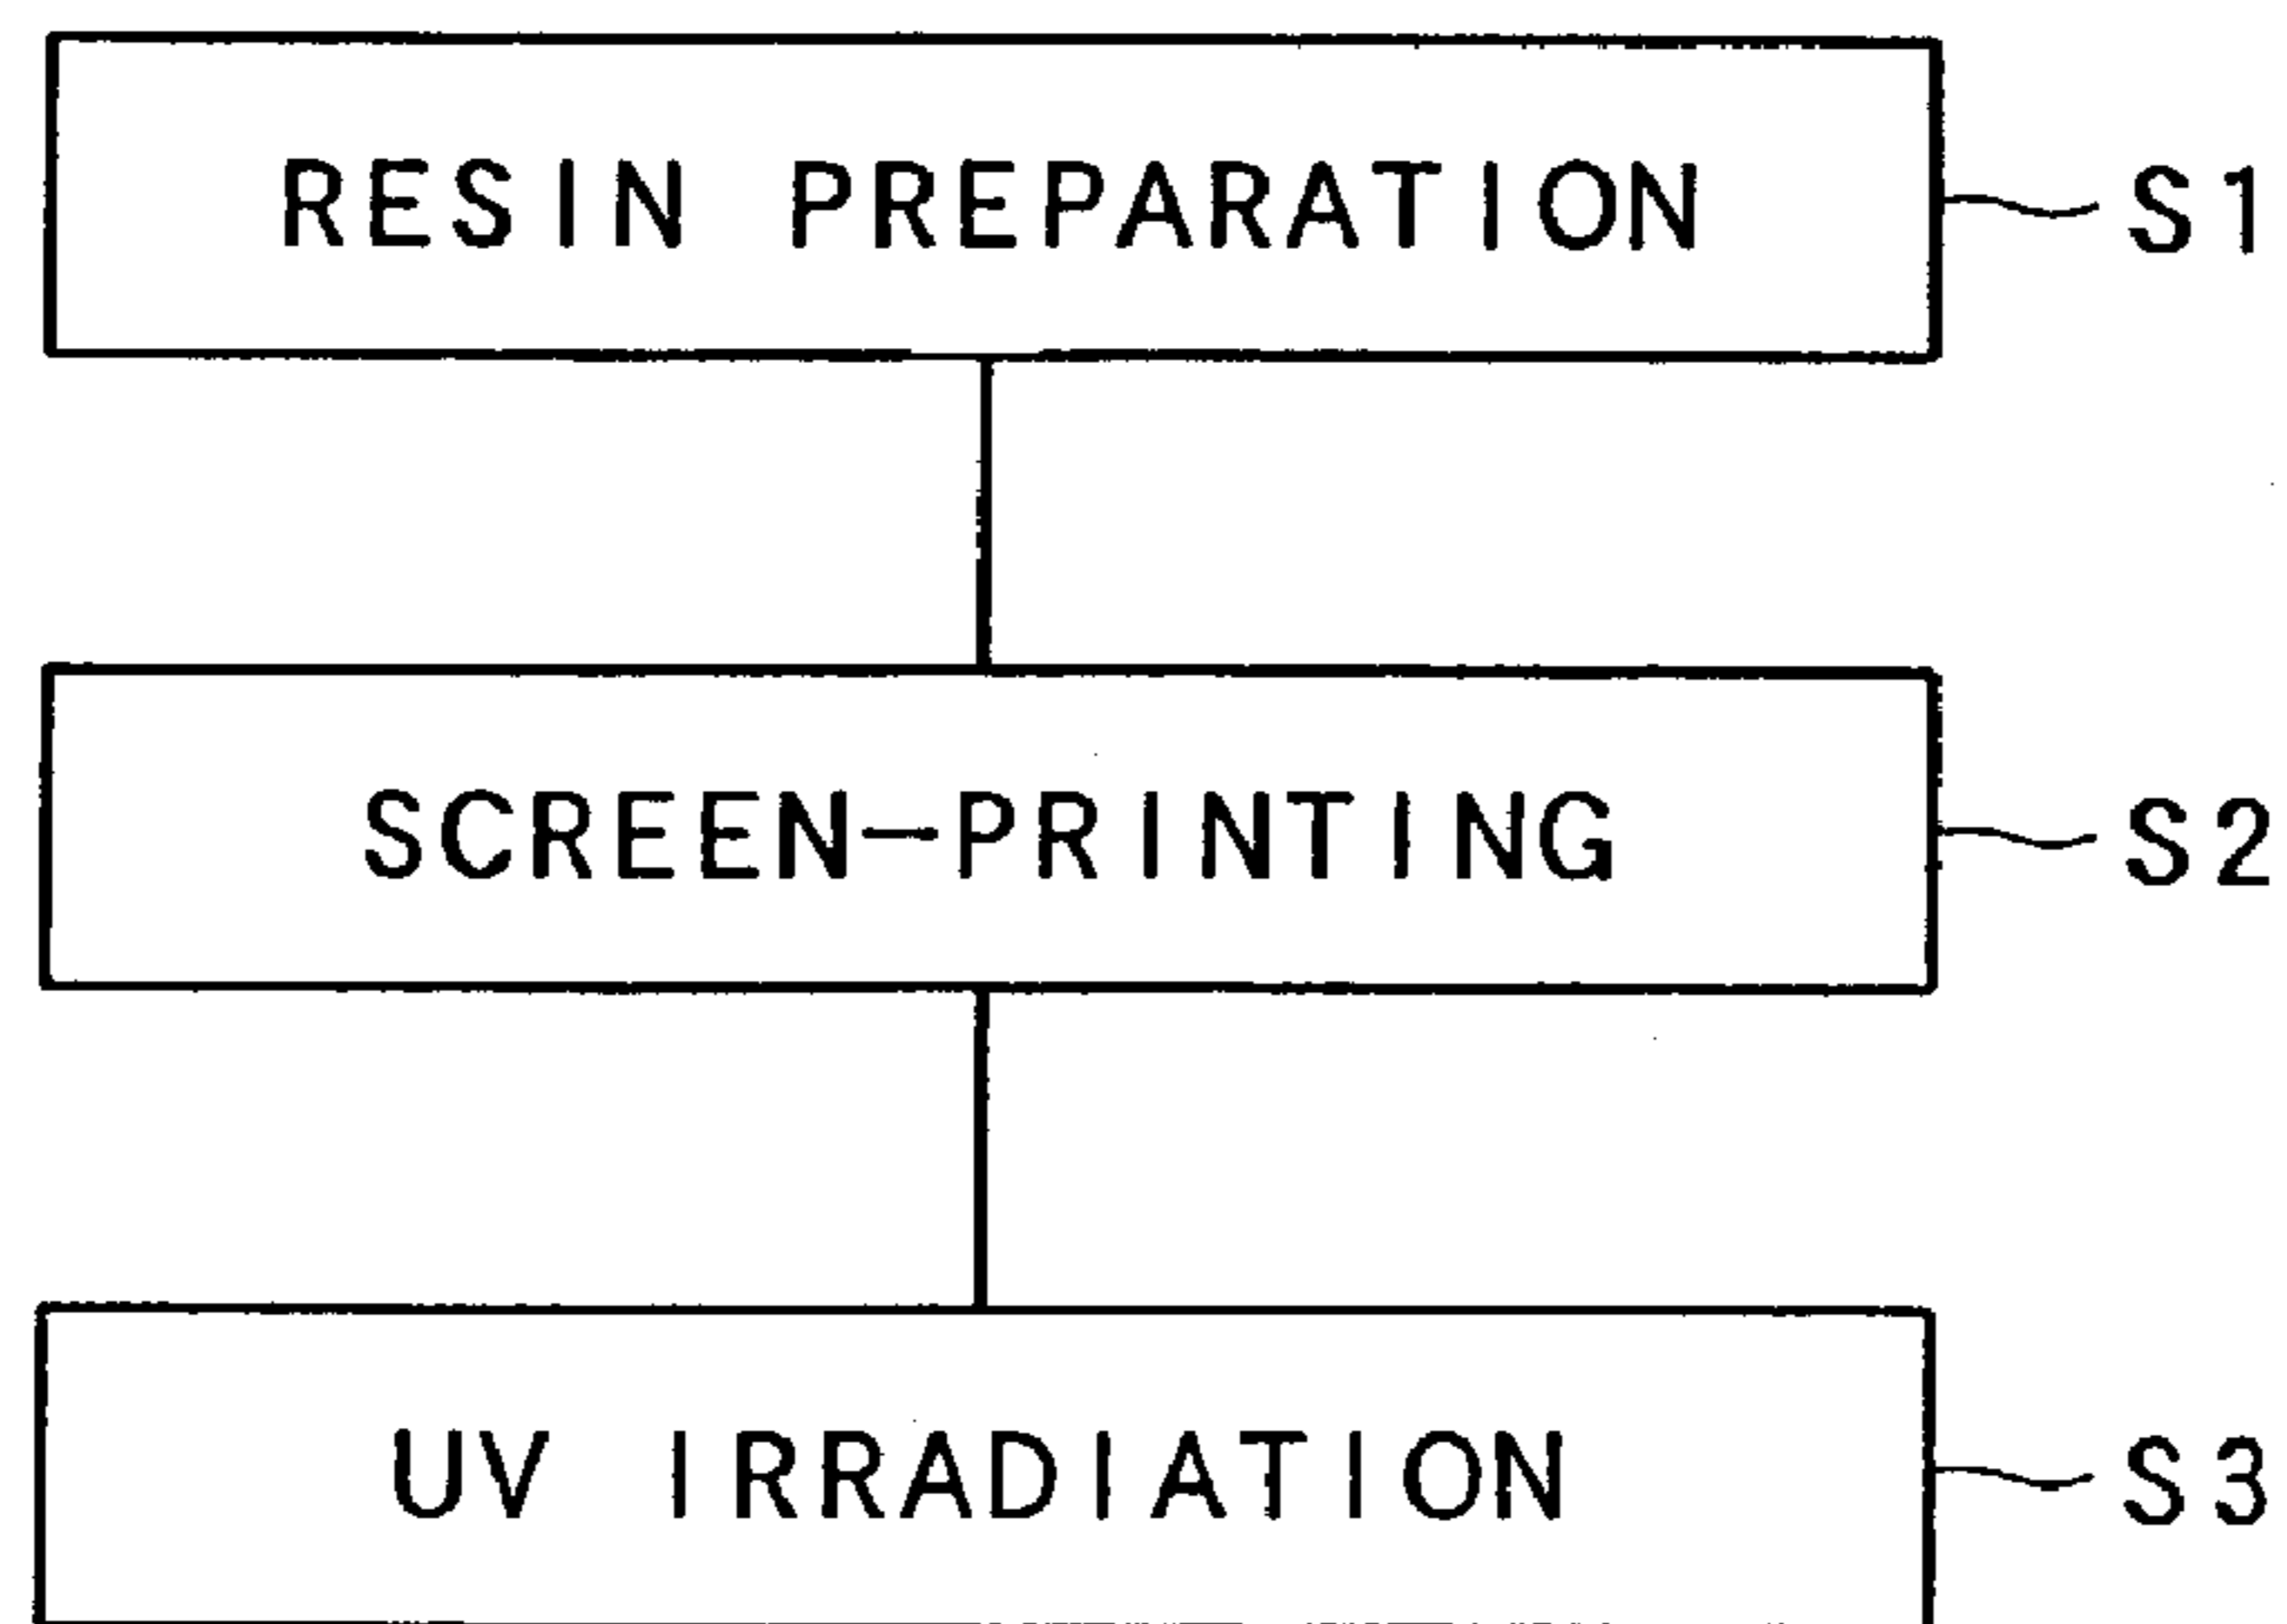 RESIN PREPARATION S1
SCREEN-PRINTING S2
UV IRRADIATION S3